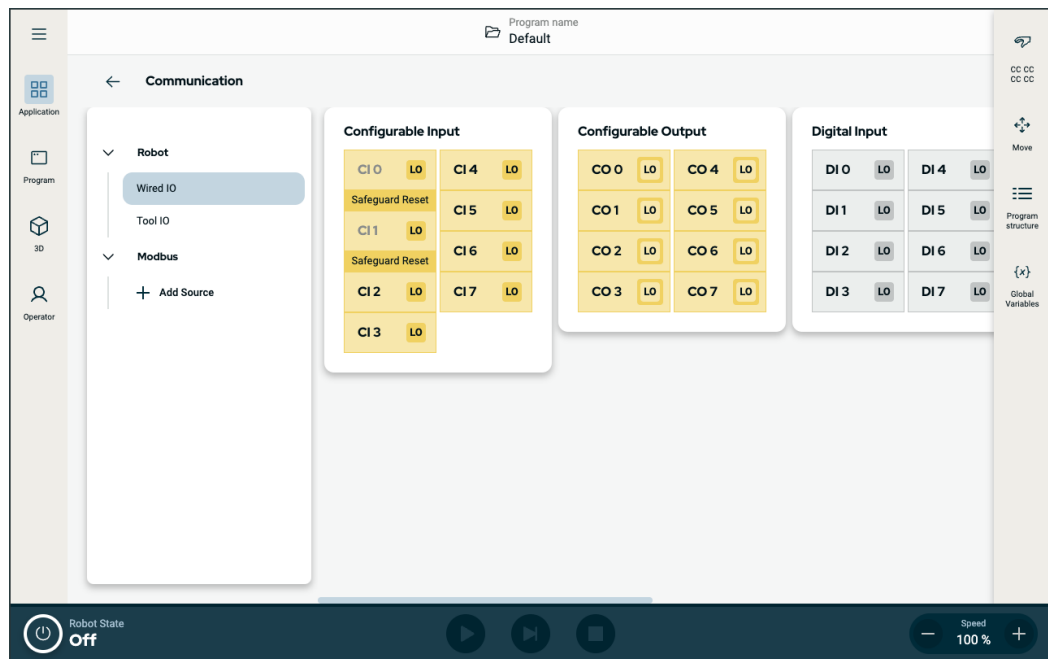 Program name
Default
Application
Program
3D
Operator
Communication
Robot
Wired IO
Tool IO
Modbus
Add Source
Configurable Input
CI 0 LO CI 4 LO
Safeguard Reset
CI 5 LO
CI 1 LO
CI 6 LO
Safeguard Reset
CI 2 LO CI 7 LO
CI 3 LO
Configurable Output
CO 0 LO CO 4 LO
CO 1 LO CO 5 LO
CO 2 LO CO 6 LO
CO 3 LO CO 7 LO
Digital Input
DI 0 LO DI 4 LO
DI 1 LO DI 5 LO
DI 2 LO DI 6 LO
DI 3 LO DI 7 LO
CC CC
CC CC
Move
Program
structure
{x}
Global
Variables
Robot State
Off
Speed
100 %